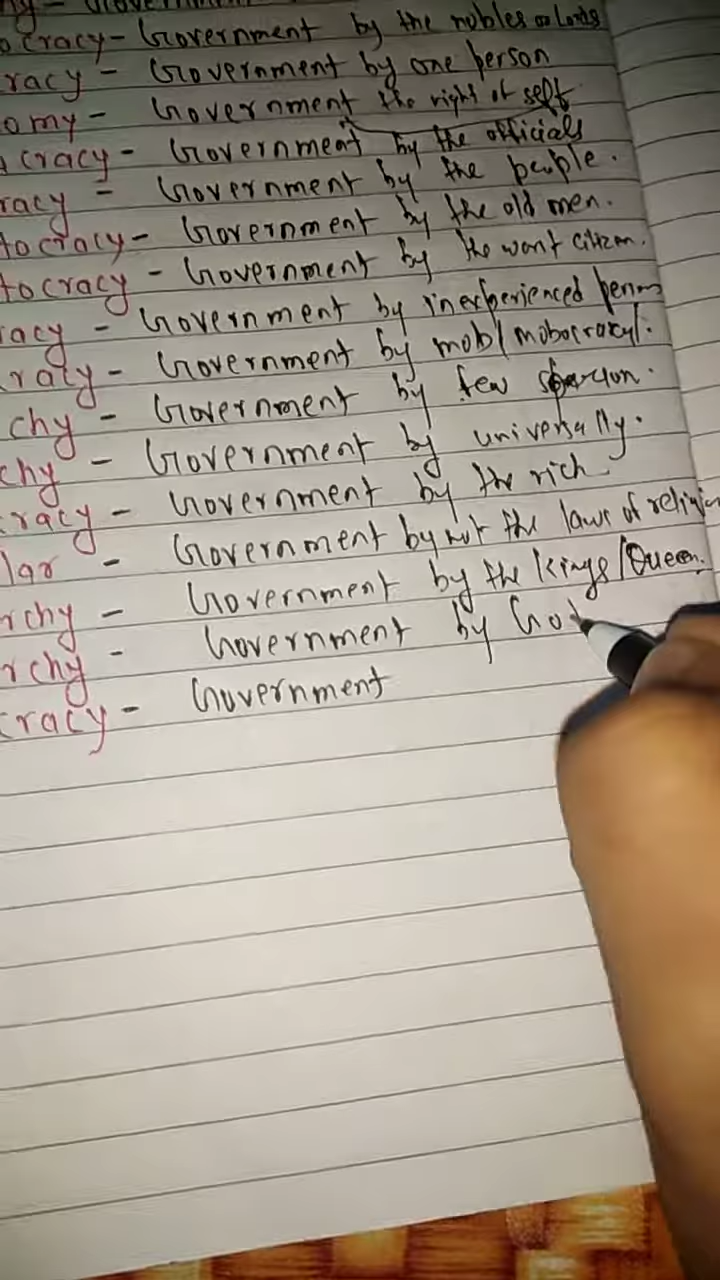 ny - Government
ocracy - Government by the nobles or Lords
racy - Government by one person
omy - Government the right of self
ocracy - Government by the officials
racy - Government by the people.
tocracy - Government by the old men.
tocracy - Government by the worst citizen.
acy - Government by inexperienced person
racy - Government by mob/mobocracy/.
chy - Government by few
chy - Government by universally.
racy - Government by the rich.
lar - Government by not the laws of religion
rchy - Government by the Kings/Queen.
rchy - Government by God
cracy - Government